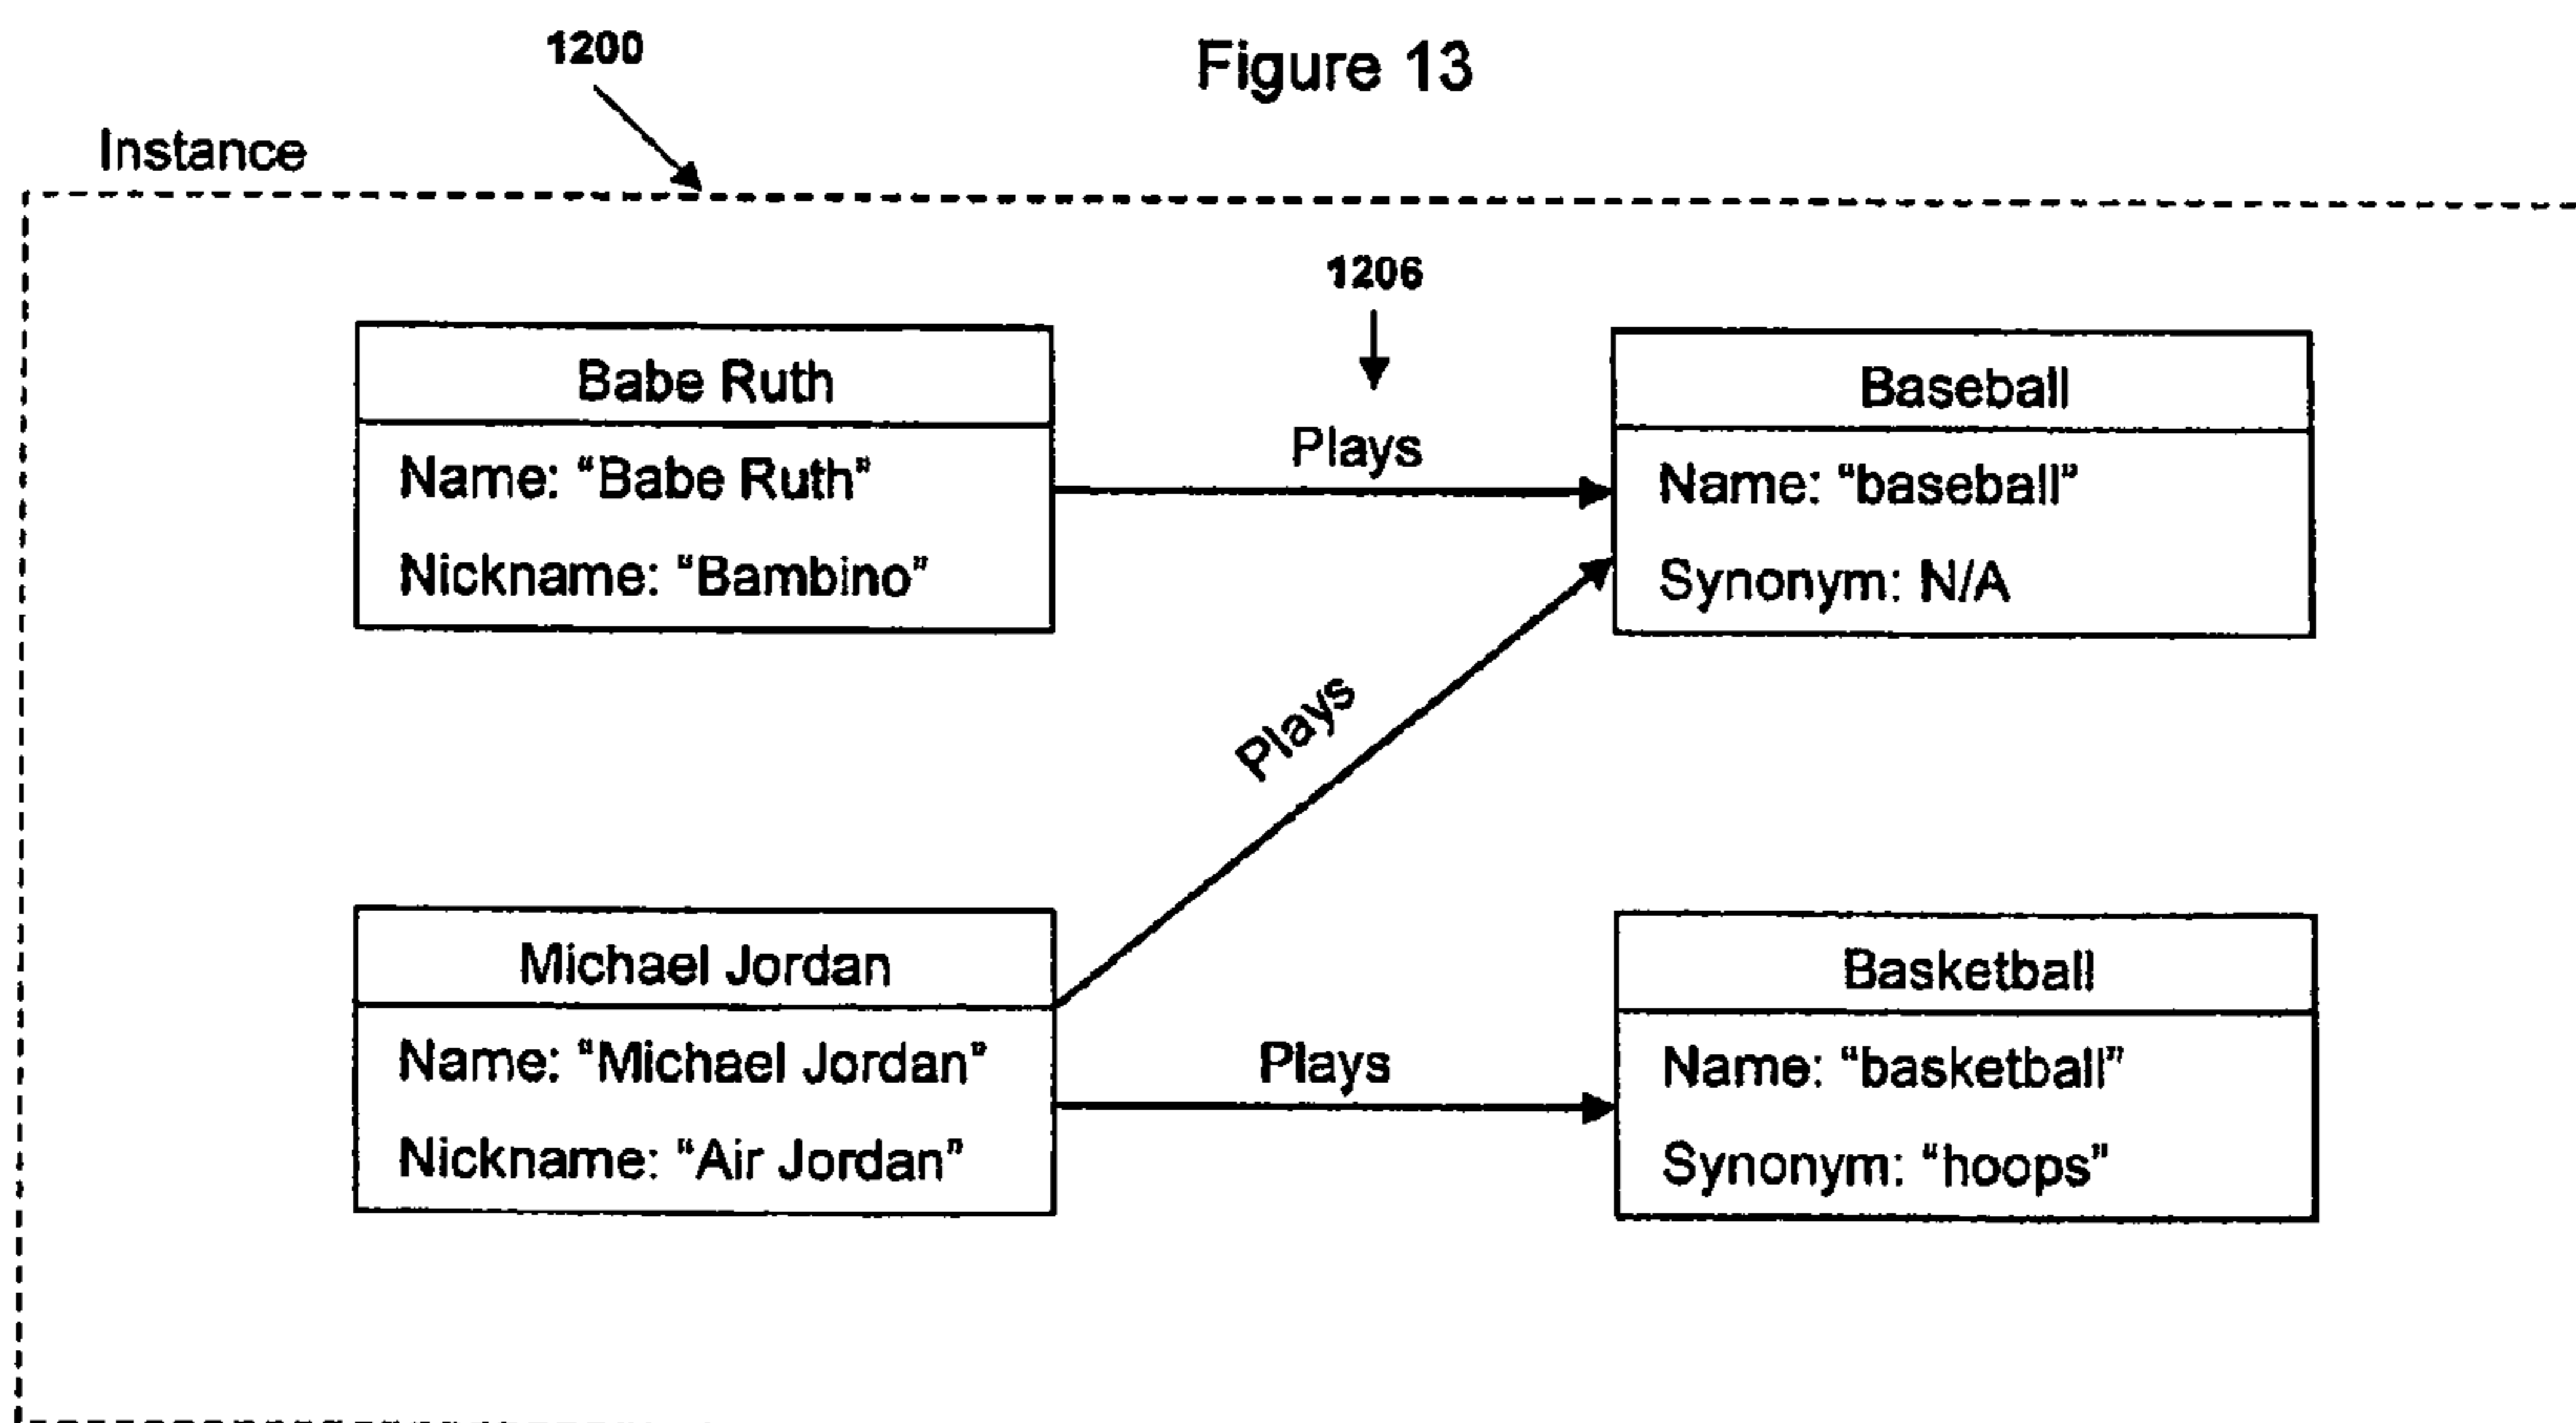 1200
Figure 13
Instance
1206
Babe Ruth
Name: “Babe Ruth”
Nickname: “Bambino”
Plays
Baseball
Name: “baseball”
Synonym: N/A
Plays
Michael Jordan
Name: “Michael Jordan”
Nickname: “Air Jordan”
Plays
Basketball
Name: “basketball”
Synonym: “hoops”